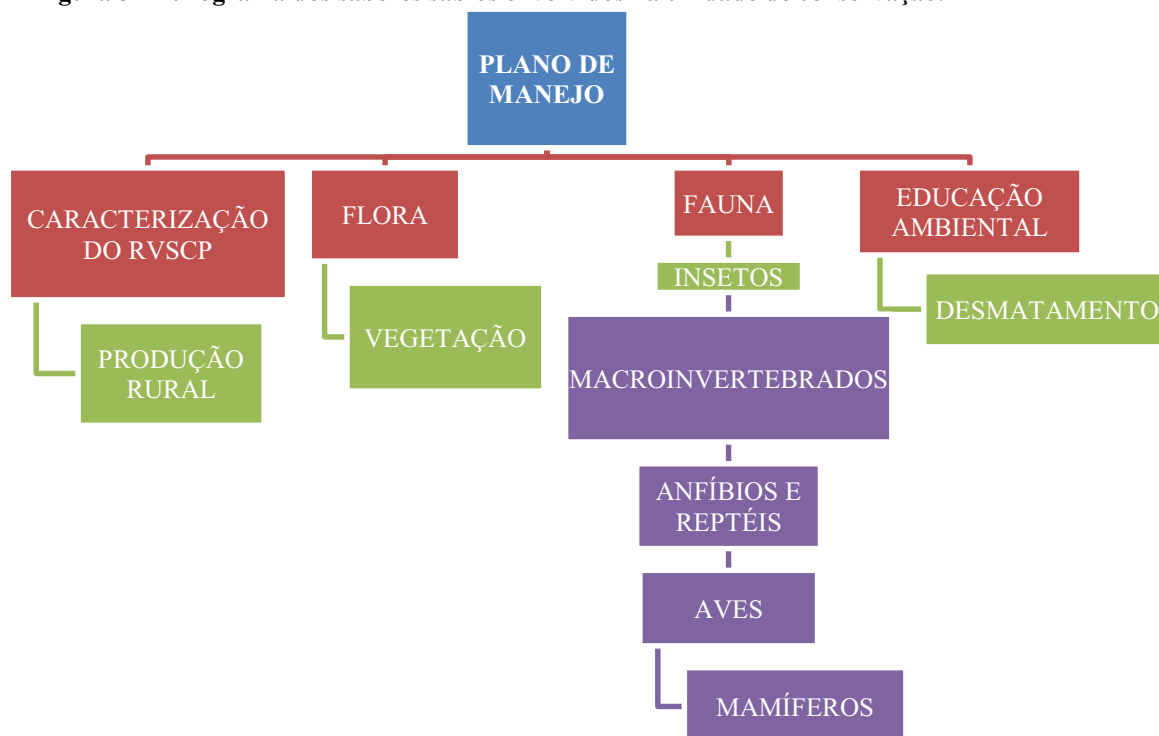 PLANO DE
MANEJO
CARACTERIZAÇÃO
DO RVSCP
FLORA
FAUNA
EDUCAÇÃO
AMBIENTAL
PRODUÇÃO
RURAL
VEGETAÇÃO
INSETOS
DESMATAMENTO
MACROINVERTEBRADOS
ANFÍBIOS E
REPTÉIS
AVES
MAMÍFEROS